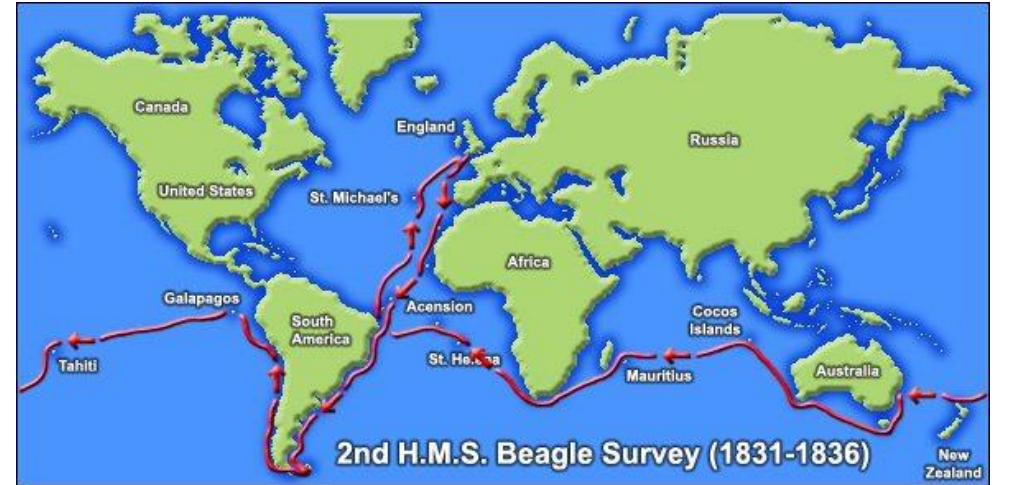 Canada
England
Russia
United States
St. Michael's
Africa
Galapagos
Acension
South
America
Cocos
Islands
Tahiti
St. Helena
Mauritius
Australia
2nd H.M.S. Beagle Survey (1831-1836)
New
Zealand